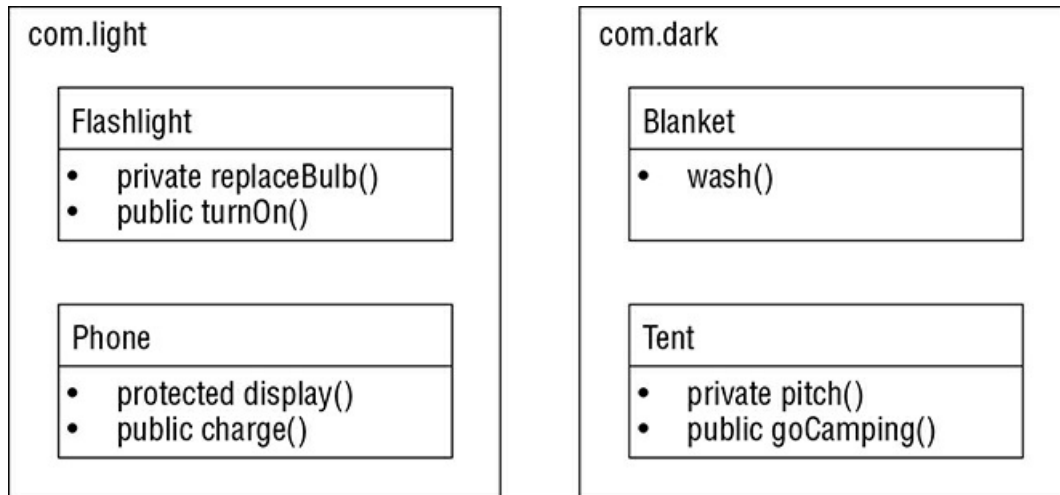 com.light
Flashlight
• private replaceBulb()
• public turnOn()
Phone
• protected display()
• public charge()
com.dark
Blanket
• wash()
Tent
• private pitch()
• public goCamping()